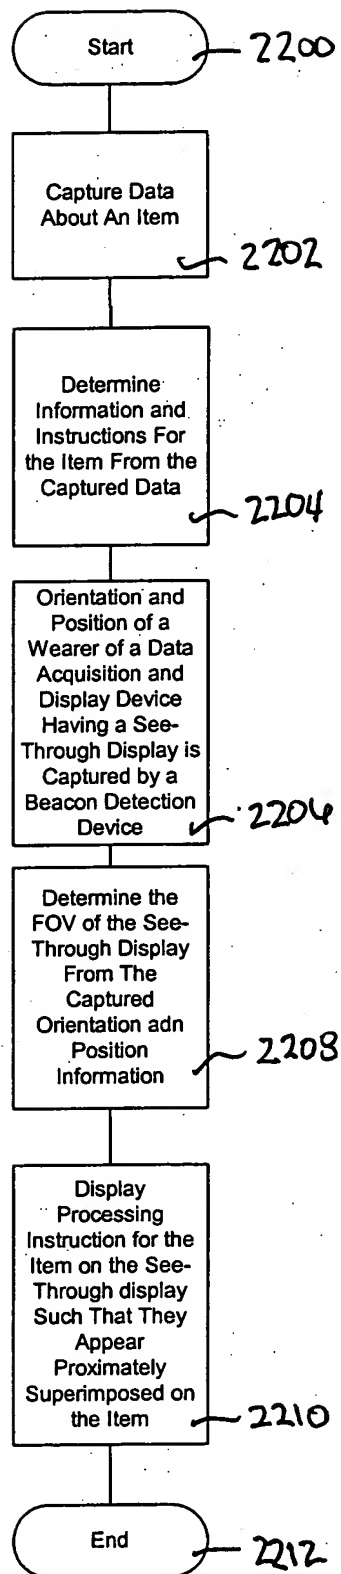 Start
2200
Capture Data
About An Item
2202
Determine
Information and
Instructions For
the Item From the
Captured Data
2204
Orientation and
Position of a
Wearer of a Data
Acquisition and
Display Device
Having a See-
Through Display is
Captured by a
Beacon Detection
Device
2206
Determine the
FOV of the See-
Through Display
From The
Captured
Orientation adn
Position
Information
2208
Display
Processing
Instruction for the
Item on the See-
Through display
Such That They
Appear
Proximately
Superimposed on
the Item
2210
End
2212